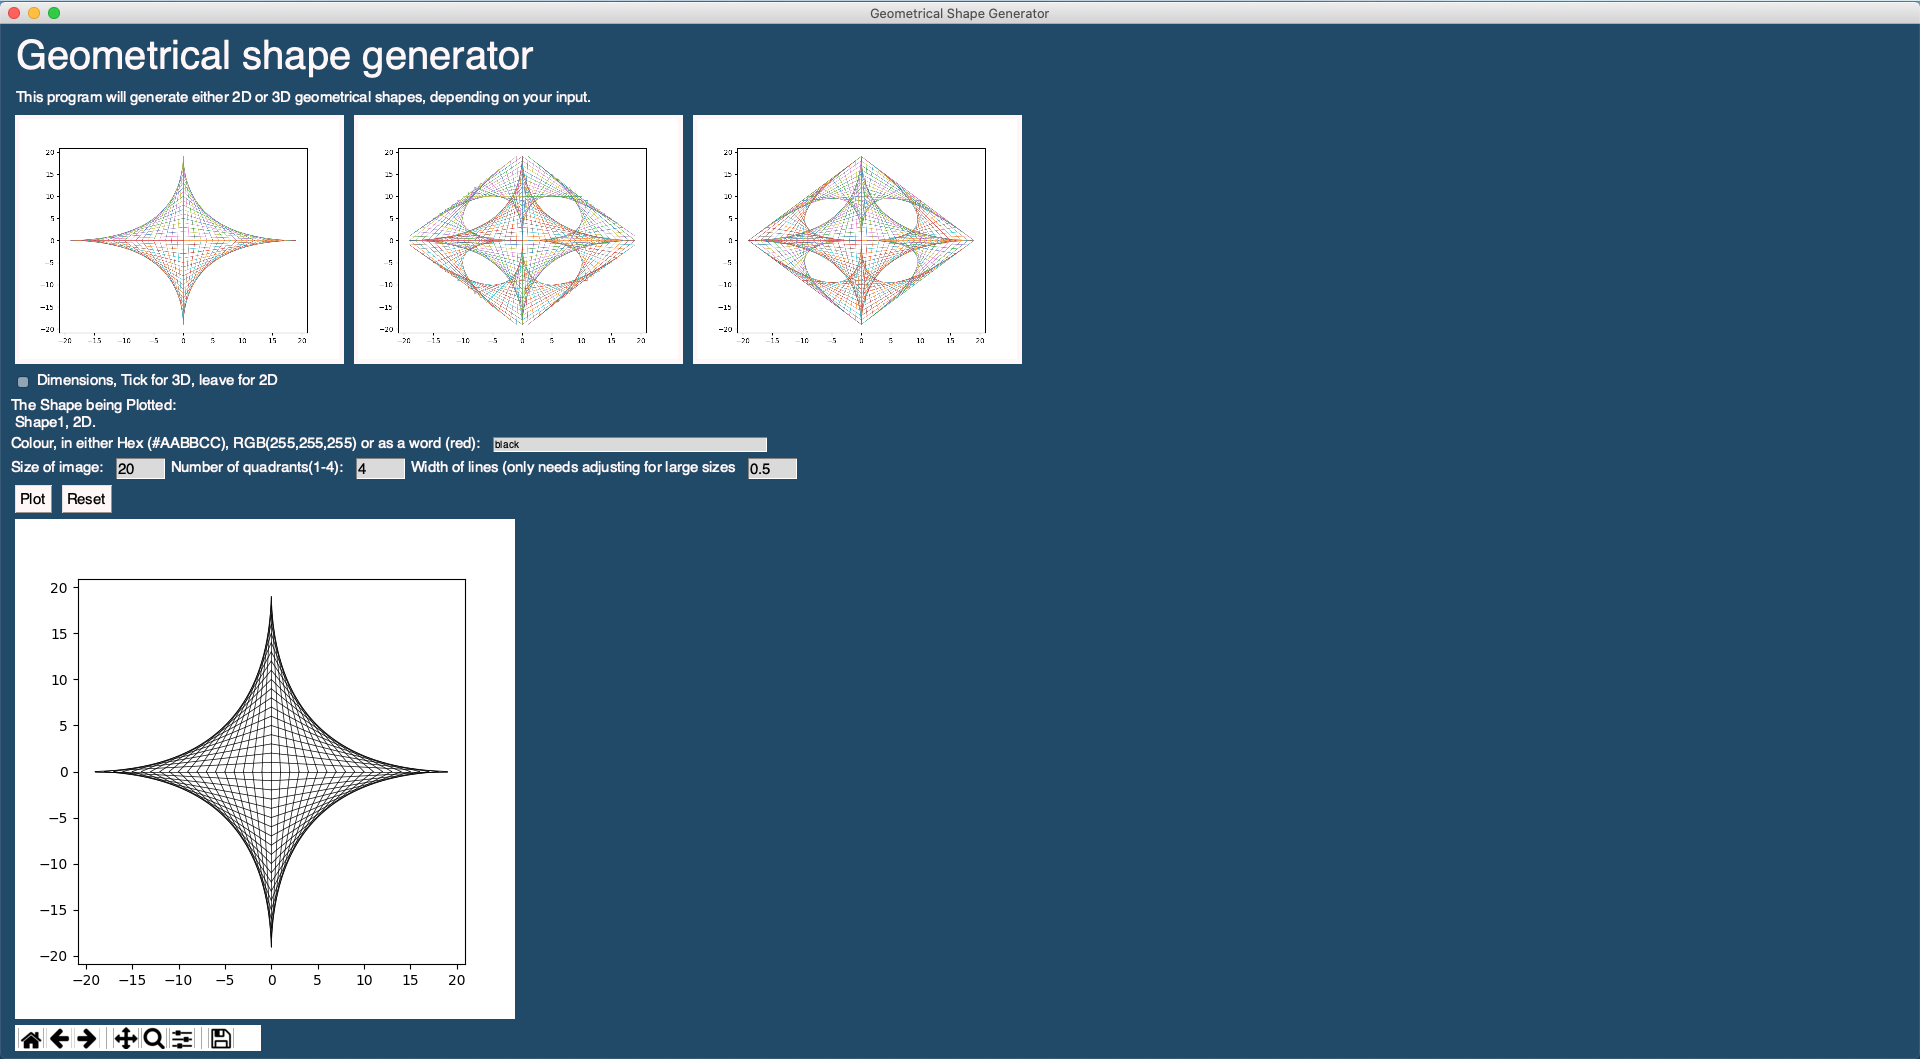 Geometrical Shape Generator
Geometrical shape generator
This program will generate either 2D or 3D geometrical shapes, depending on your input.
20
15
10
5
0
−5
−10
−15
−20
−20 −15 −10 −5 0 5 10 15 20
20
15
10
5
0
−5
−10
−15
−20
−20 −15 −10 −5 0 5 10 15 20
20
15
10
5
0
−5
−10
−15
−20
−20 −15 −10 −5 0 5 10 15 20
Dimensions, Tick for 3D, leave for 2D
The Shape being Plotted:
Shape1, 2D.
Colour, in either Hex (#AABBCC), RGB(255,255,255) or as a word (red): black
Size of image: 20 Number of quadrants(1-4): 4 Width of lines (only needs adjusting for large sizes 0.5
Plot Reset
20
15
10
5
0
−5
−10
−15
−20
−20 −15 −10 −5 0 5 10 15 20